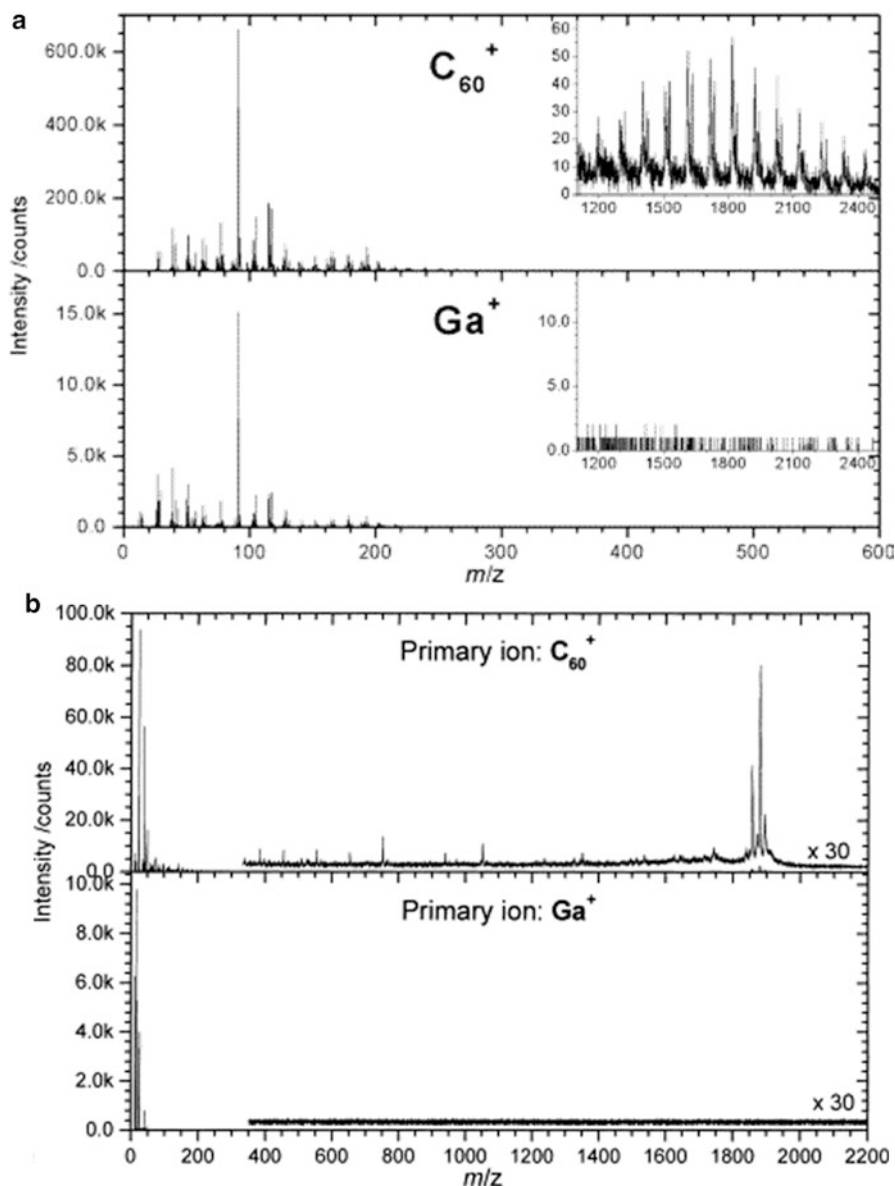 a
600.0k
400.0k
200.0k
0.0
C60+
60
50
40
30
20
10
0
1200 1500 1800 2100 2400
Intensity /counts
15.0k
10.0k
5.0k
0.0
Ga+
10.0
5.0
0.0
1200 1500 1800 2100 2400
0 100 200 300 400 500 600
m/z
b
100.0k
80.0k
60.0k
40.0k
20.0k
0.0
Primary ion: C60+
x 30
Intensity /counts
10.0k
8.0k
6.0k
4.0k
2.0k
0.0
Primary ion: Ga+
x 30
0 200 400 600 800 1000 1200 1400 1600 1800 2000 2200
m/z